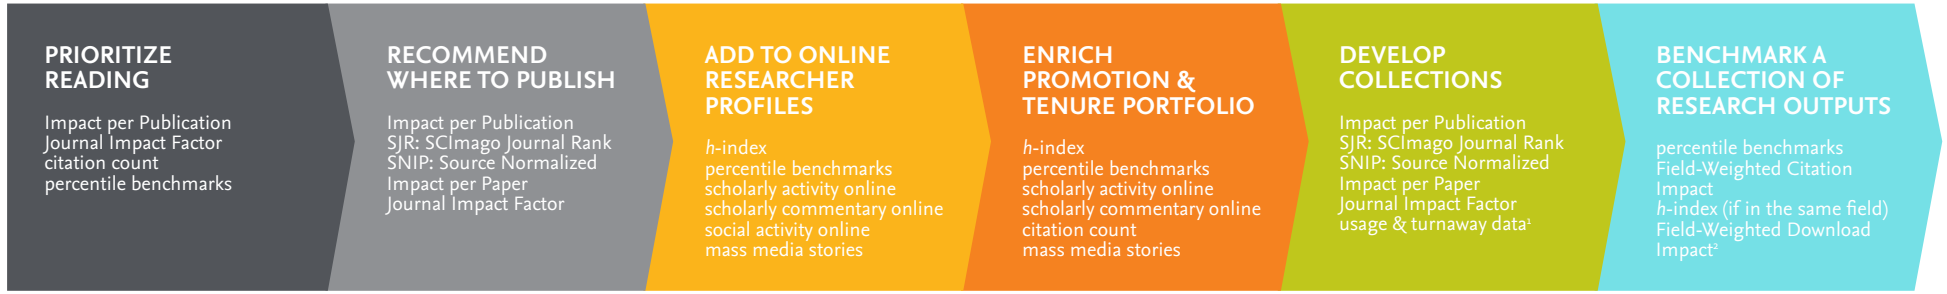 PRIORITIZE
READING
Impact per Publication
Journal Impact Factor
citation count
percentile benchmarks
RECOMMEND
WHERE TO PUBLISH
Impact per Publication
SJR: SCImago Journal Rank
SNIP: Source Normalized
Impact per Paper
Journal Impact Factor
ADD TO ONLINE
RESEARCHER
PROFILES
h-index
percentile benchmarks
scholarly activity online
scholarly commentary online
social activity online
mass media stories
ENRICH
PROMOTION &
TENURE PORTFOLIO
h-index
percentile benchmarks
scholarly activity online
scholarly commentary online
citation count
mass media stories
DEVELOP
COLLECTIONS
Impact per Publication
SJR: SCImago Journal Rank
SNIP: Source Normalized
Impact per Paper
Journal Impact Factor
usage & turnaway data¹
BENCHMARK A
COLLECTION OF
RESEARCH OUTPUTS
percentile benchmarks
Field-Weighted Citation
Impact
h-index (if in the same field)
Field-Weighted Download
Impact²